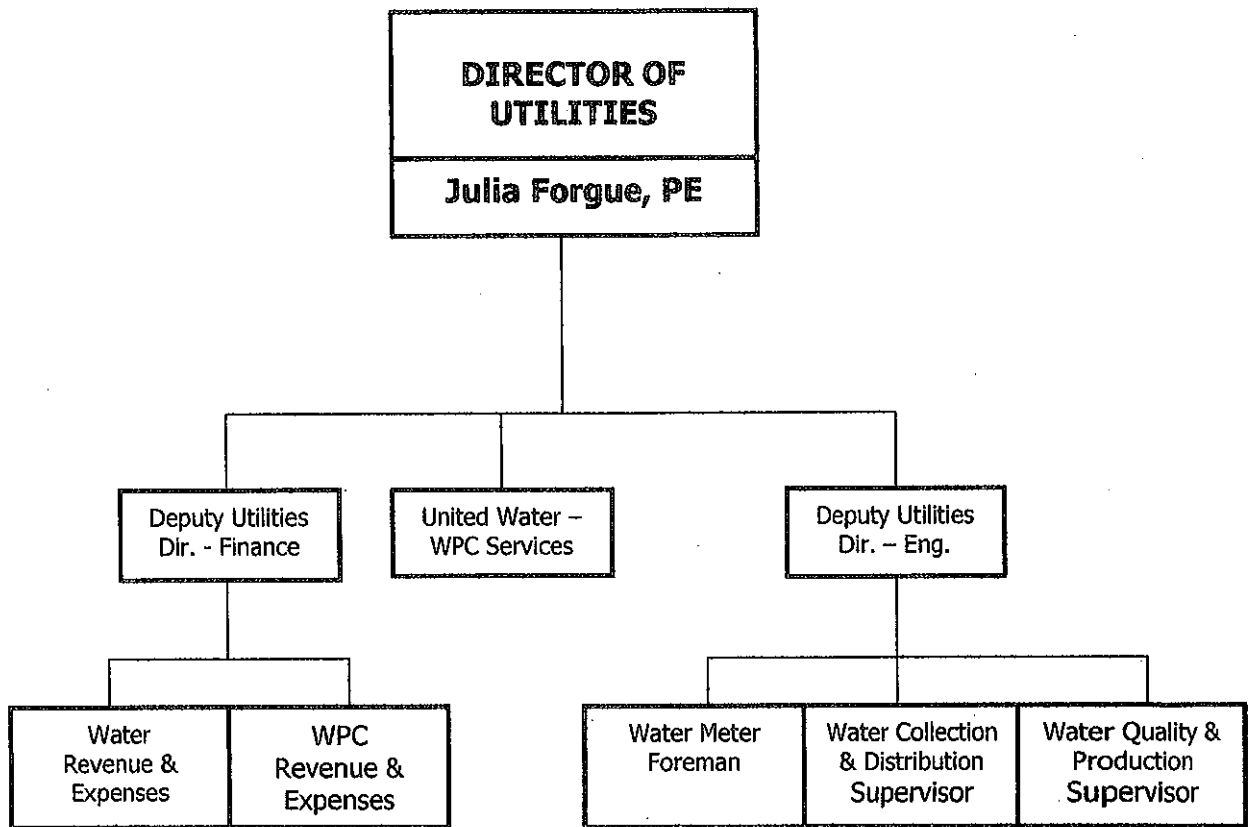 DIRECTOR OF
UTILITIES
Julia Forgue, PE
Deputy Utilities
Dir. - Finance
United Water –
WPC Services
Deputy Utilities
Dir. – Eng.
Water
Revenue &
Expenses
WPC
Revenue &
Expenses
Water Meter
Foreman
Water Collection
& Distribution
Supervisor
Water Quality &
Production
Supervisor